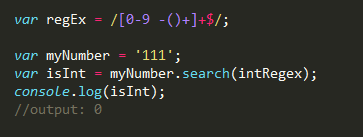 var regEx = /[0-9 -()+]+$/;
var myNumber = '111';
var isInt = myNumber.search(intRegex);
console.log(isInt);
//output: 0